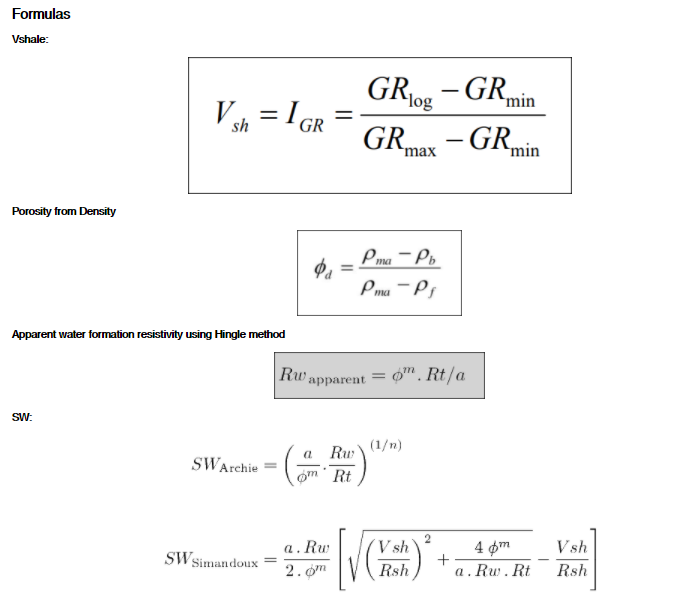 Formulas
Vshale:
V_sh = I_GR = (GR_log − GR_min) / (GR_max − GR_min)
Porosity from Density
ϕ_d = (ρ_ma − ρ_b) / (ρ_ma − ρ_f)
Apparent water formation resistivity using Hingle method
Rw_apparent = ϕ^m . Rt/a
SW:
SW_Archie = (a/ϕ^m . Rw/Rt)^(1/n)
SW_Simandoux = (a . Rw)/(2 . ϕ^m) [√((Vsh/Rsh)^2 + (4 ϕ^m)/(a . Rw . Rt)) − Vsh/Rsh]